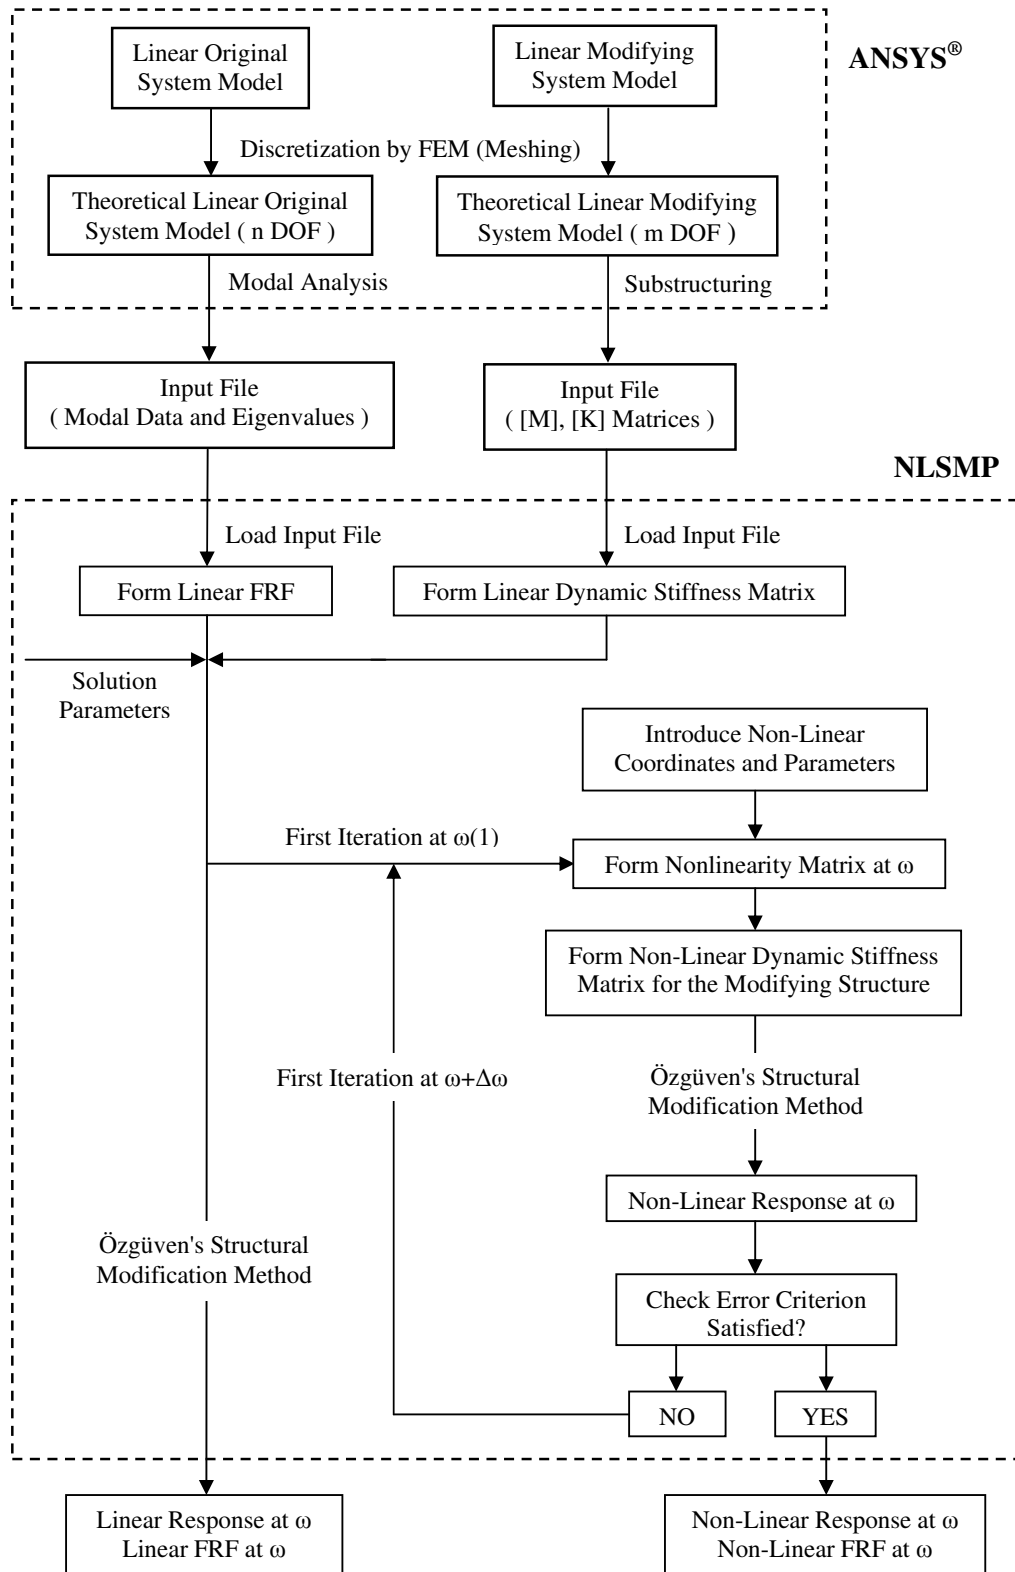 Linear Original
System Model
Linear Modifying
System Model
ANSYS®
Discretization by FEM (Meshing)
Theoretical Linear Original
System Model ( n DOF )
Theoretical Linear Modifying
System Model ( m DOF )
Modal Analysis
Substructuring
Input File
( Modal Data and Eigenvalues )
Input File
( [M], [K] Matrices )
NLSMP
Load Input File
Load Input File
Form Linear FRF
Form Linear Dynamic Stiffness Matrix
Solution
Parameters
Introduce Non-Linear
Coordinates and Parameters
First Iteration at ω(1)
Form Nonlinearity Matrix at ω
Form Non-Linear Dynamic Stiffness
Matrix for the Modifying Structure
First Iteration at ω+Δω
Özgüven's Structural
Modification Method
Non-Linear Response at ω
Özgüven's Structural
Modification Method
Check Error Criterion
Satisfied?
NO
YES
Linear Response at ω
Linear FRF at ω
Non-Linear Response at ω
Non-Linear FRF at ω